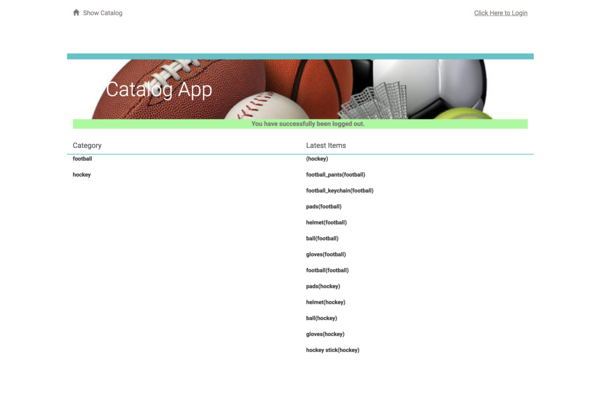 Show Catalog
Click Here to Login
Catalog App
You have successfully been logged out.
Category
Latest Items
football
(hockey)
hockey
football_pants(football)
football_keychain(football)
pads(football)
helmet(football)
ball(football)
gloves(football)
football(football)
pads(hockey)
helmet(hockey)
ball(hockey)
gloves(hockey)
hockey stick(hockey)